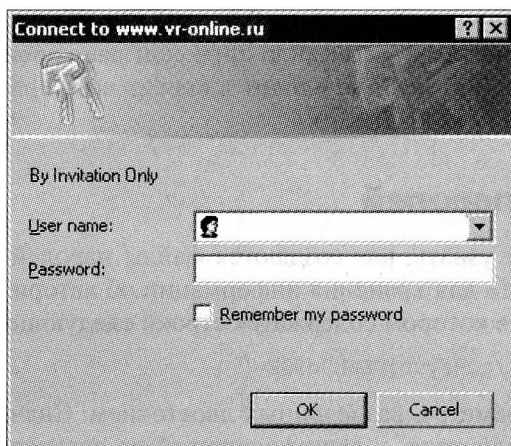 Connect to www.vr-online.ru
By Invitation Only
User name:
Password:
Remember my password
OK Cancel